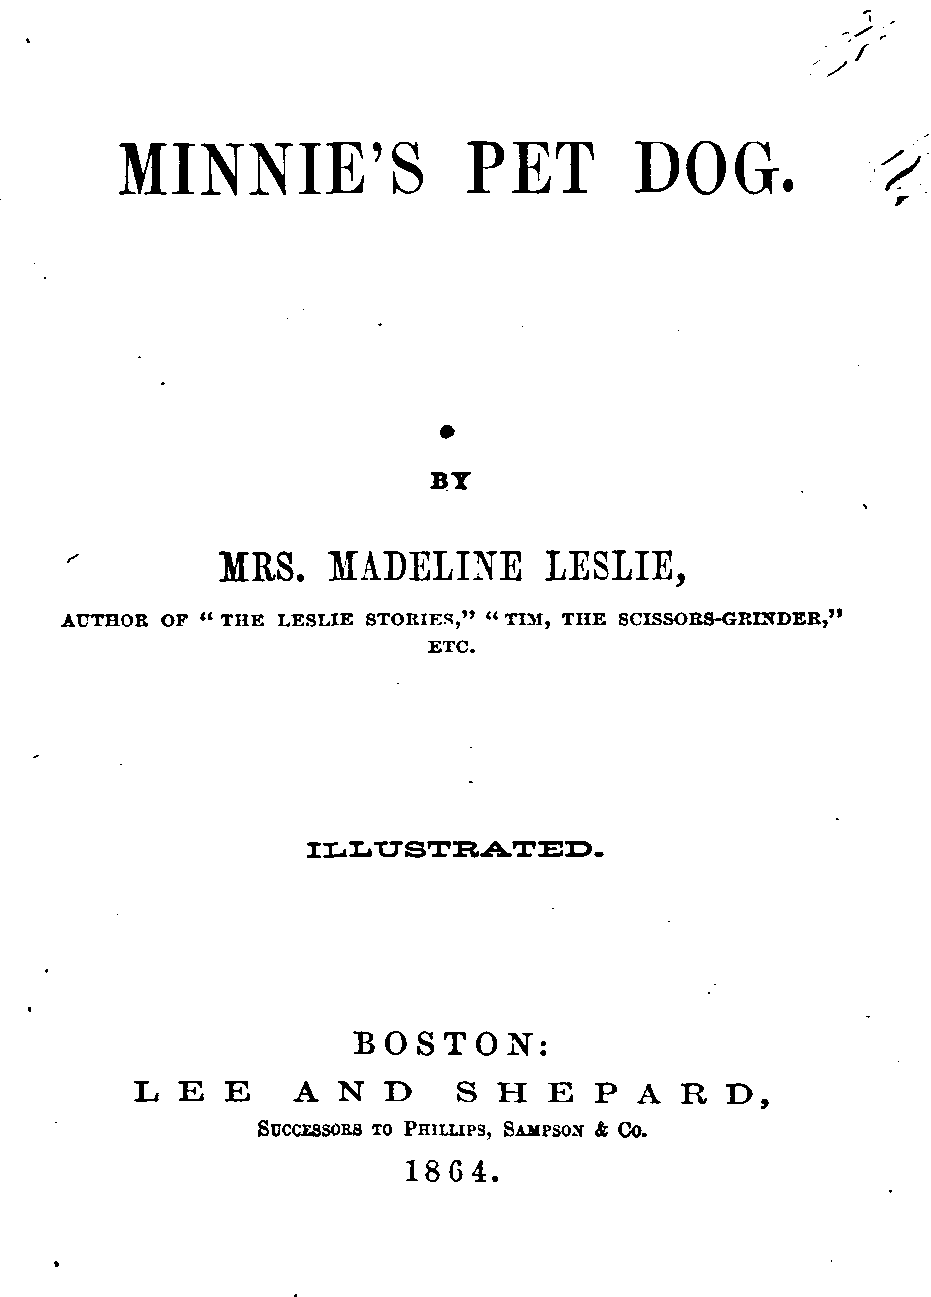 MINNIE'S PET DOG.
BY
MRS. MADELINE LESLIE,
AUTHOR OF “THE LESLIE STORIES,” “TIM, THE SCISSORS-GRINDER,”
ETC.
ILLUSTRATED.
BOSTON:
LEE AND SHEPARD,
SUCCESSORS TO PHILLIPS, SAMPSON & CO.
1864.